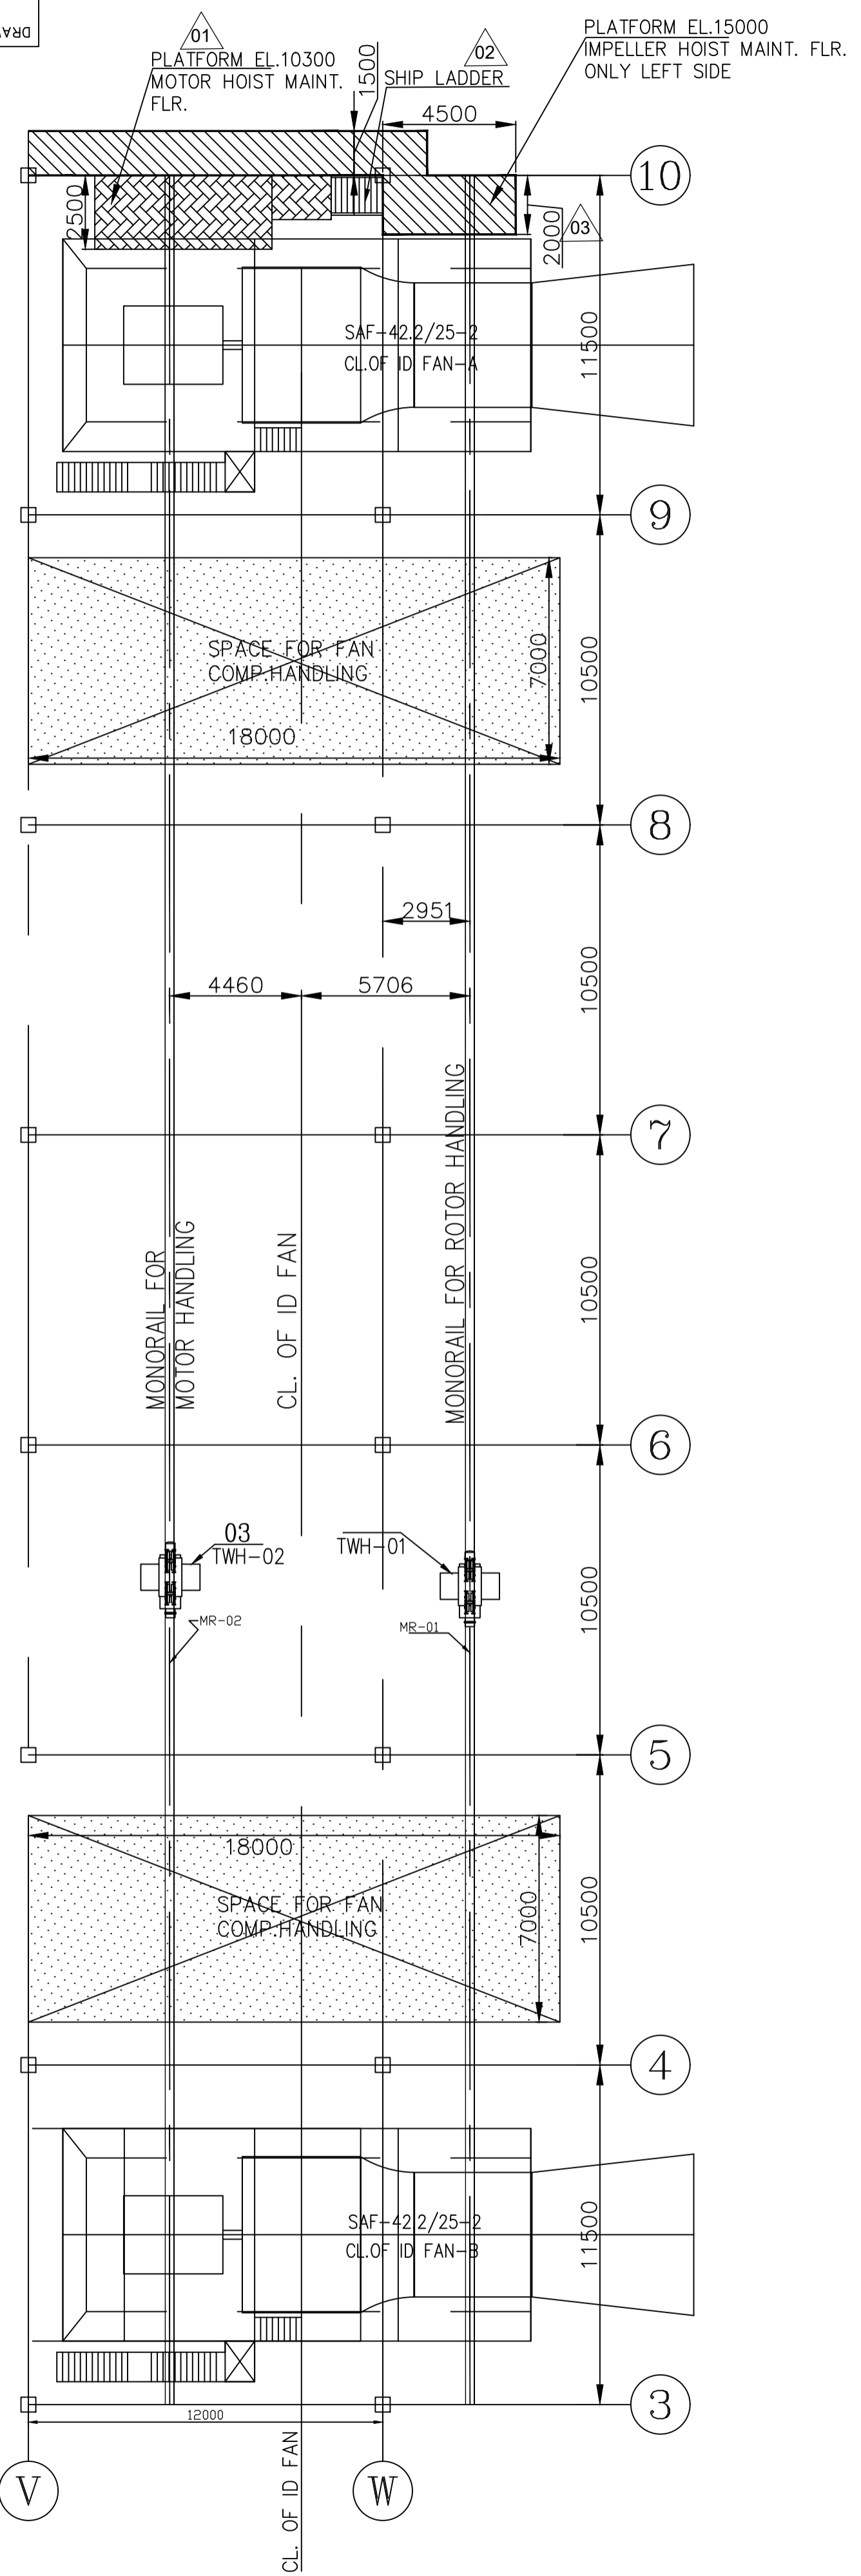 DRAW
01
PLATFORM EL.10300
MOTOR HOIST MAINT.
FLR.
1500
SHIP LADDER
02
PLATFORM EL.15000
IMPELLER HOIST MAINT. FLR.
ONLY LEFT SIDE
4500
10
2500
2000
03
11500
SAF-42.2/25-2
CL.OF ID FAN-A
9
SPACE FOR FAN
COMP.HANDLING
7000
18000
10500
8
2951
10500
4460
5706
7
MONORAIL FOR
MOTOR HANDLING
CL. OF ID FAN
MONORAIL FOR ROTOR HANDLING
10500
6
03
TWH-02
TWH-01
MR-02
MR-01
10500
5
18000
SPACE FOR FAN
COMP.HANDLING
7000
10500
4
SAF-42.2/25-2
CL.OF ID FAN-B
11500
3
12000
V
W
CL. OF ID FAN